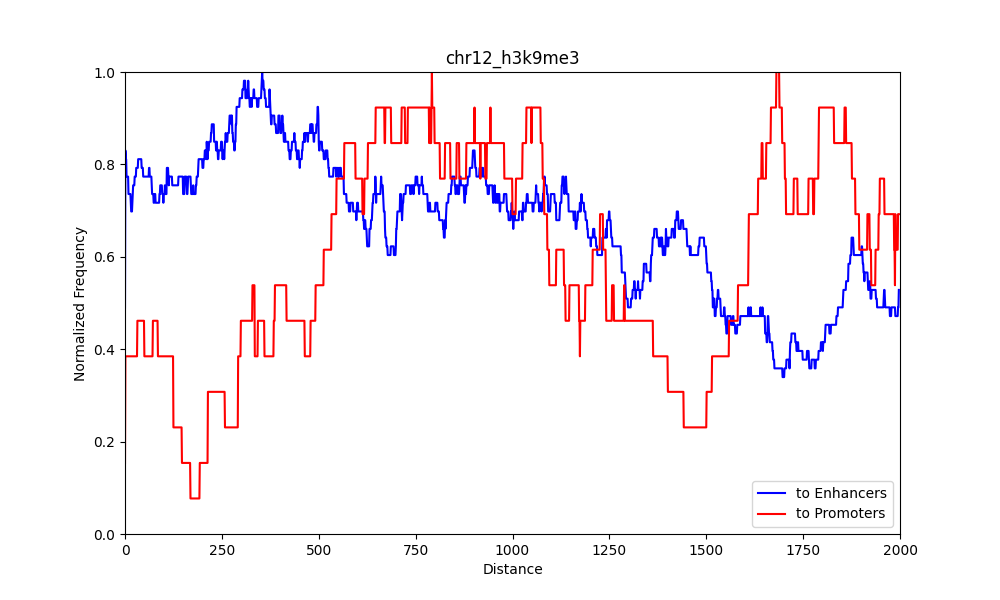 chr12_h3k9me3
Normalized Frequency
1.0
0.8
0.6
0.4
0.2
0.0
0 250 500 750 1000 1250 1500 1750 2000
Distance
to Enhancers
to Promoters